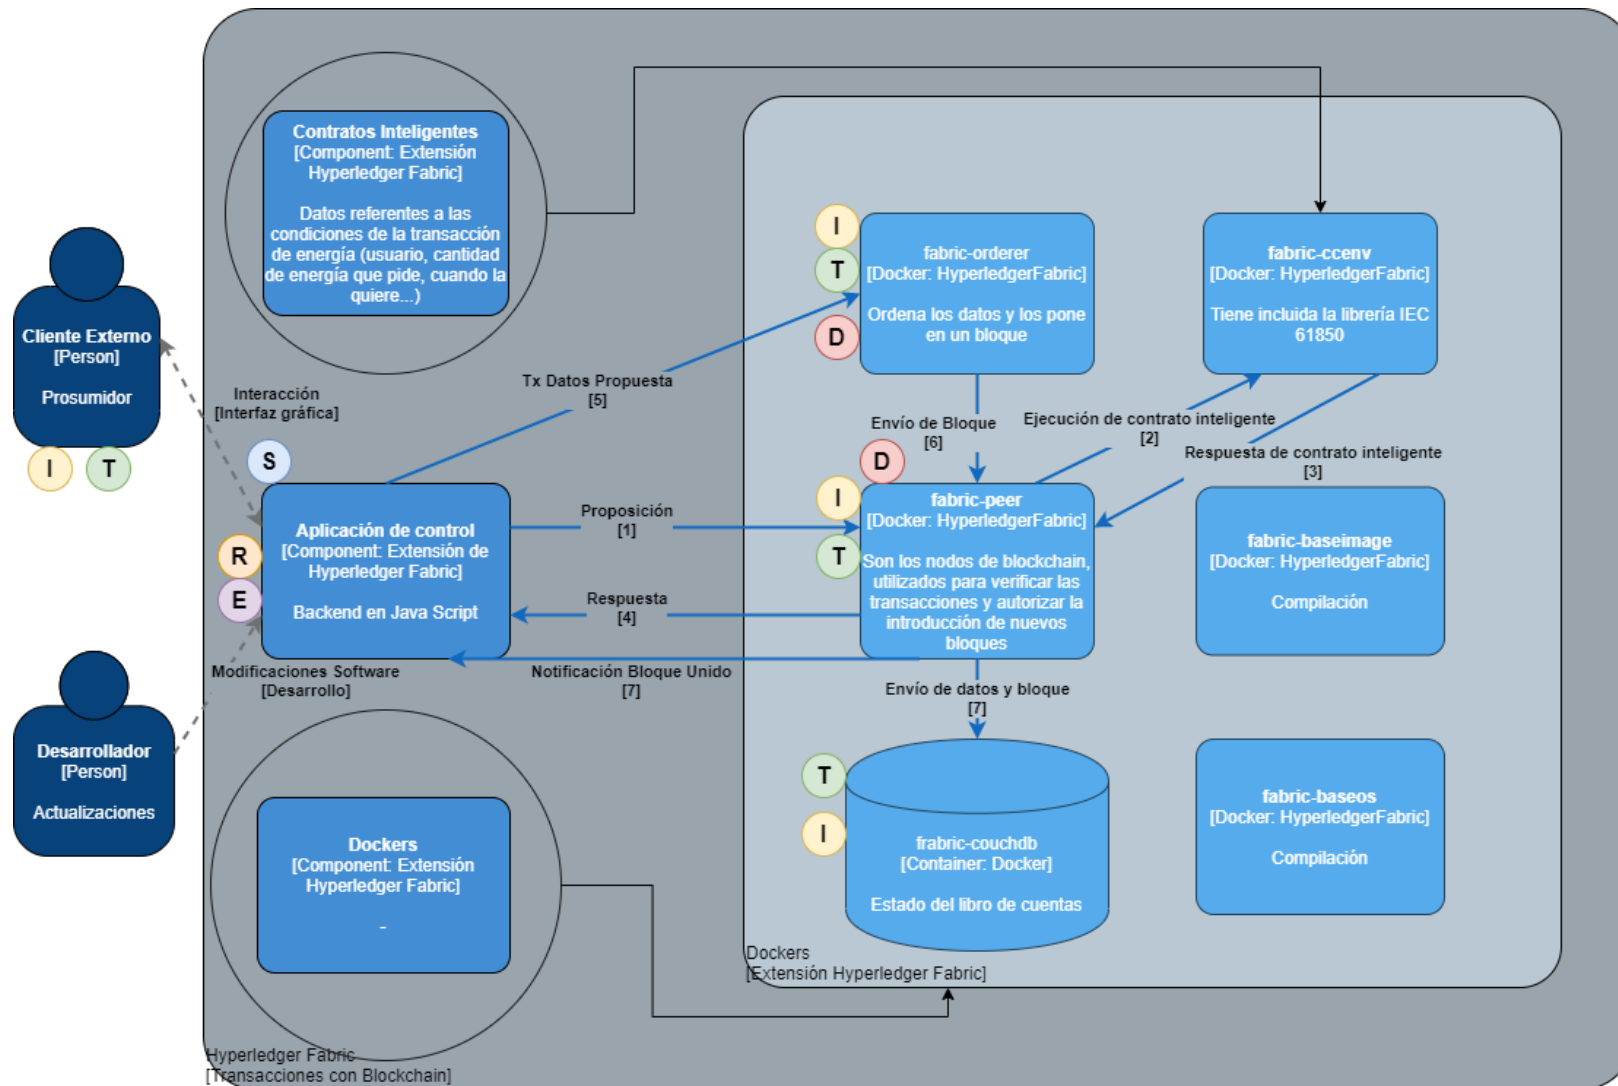 Contratos Inteligentes
[Component: Extensión
Hyperledger Fabric]
Datos referentes a las
condiciones de la transacción
de energía (usuario, cantidad
de energía que pide, cuando la
quiere...)
Cliente Externo
[Person]
Prosumidor
I
T
Interacción
[Interfaz gráfica]
S
R
E
Aplicación de control
[Component: Extensión de
Hyperledger Fabric]
Backend en Java Script
Modificaciones Software
[Desarrollo]
Desarrollador
[Person]
Actualizaciones
Dockers
[Component: Extensión
Hyperledger Fabric]
-
Tx Datos Propuesta
[5]
Proposición
[1]
Respuesta
[4]
Notificación Bloque Unido
[7]
I
T
D
fabric-orderer
[Docker: HyperledgerFabric]
Ordena los datos y los pone
en un bloque
fabric-ccenv
[Docker: HyperledgerFabric]
Tiene incluida la librería IEC
61850
Envío de Bloque
[6]
Ejecución de contrato inteligente
[2]
Respuesta de contrato inteligente
[3]
D
I
T
fabric-peer
[Docker: HyperledgerFabric]
Son los nodos de blockchain,
utilizados para verificar las
transacciones y autorizar la
introducción de nuevos
bloques
fabric-baseimage
[Docker: HyperledgerFabric]
Compilación
Envío de datos y bloque
[7]
T
I
frabric-couchdb
[Container: Docker]
Estado del libro de cuentas
fabric-baseos
[Docker: HyperledgerFabric]
Compilación
Dockers
[Extensión Hyperledger Fabric]
Hyperledger Fabric
[Transacciones con Blockchain]